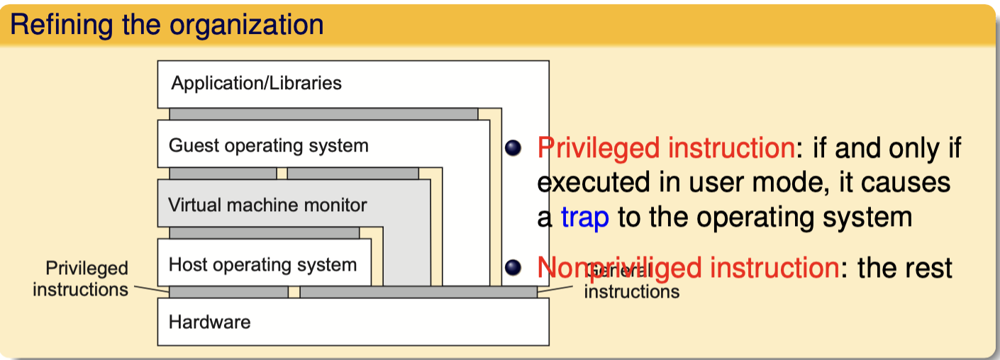 Refining the organization
Application/Libraries
Guest operating system
Virtual machine monitor
Host operating system
Privileged
instructions
Hardware
General
instructions
Privileged instruction: if and only if
executed in user mode, it causes
a trap to the operating system
Nonpriviliged instruction: the rest